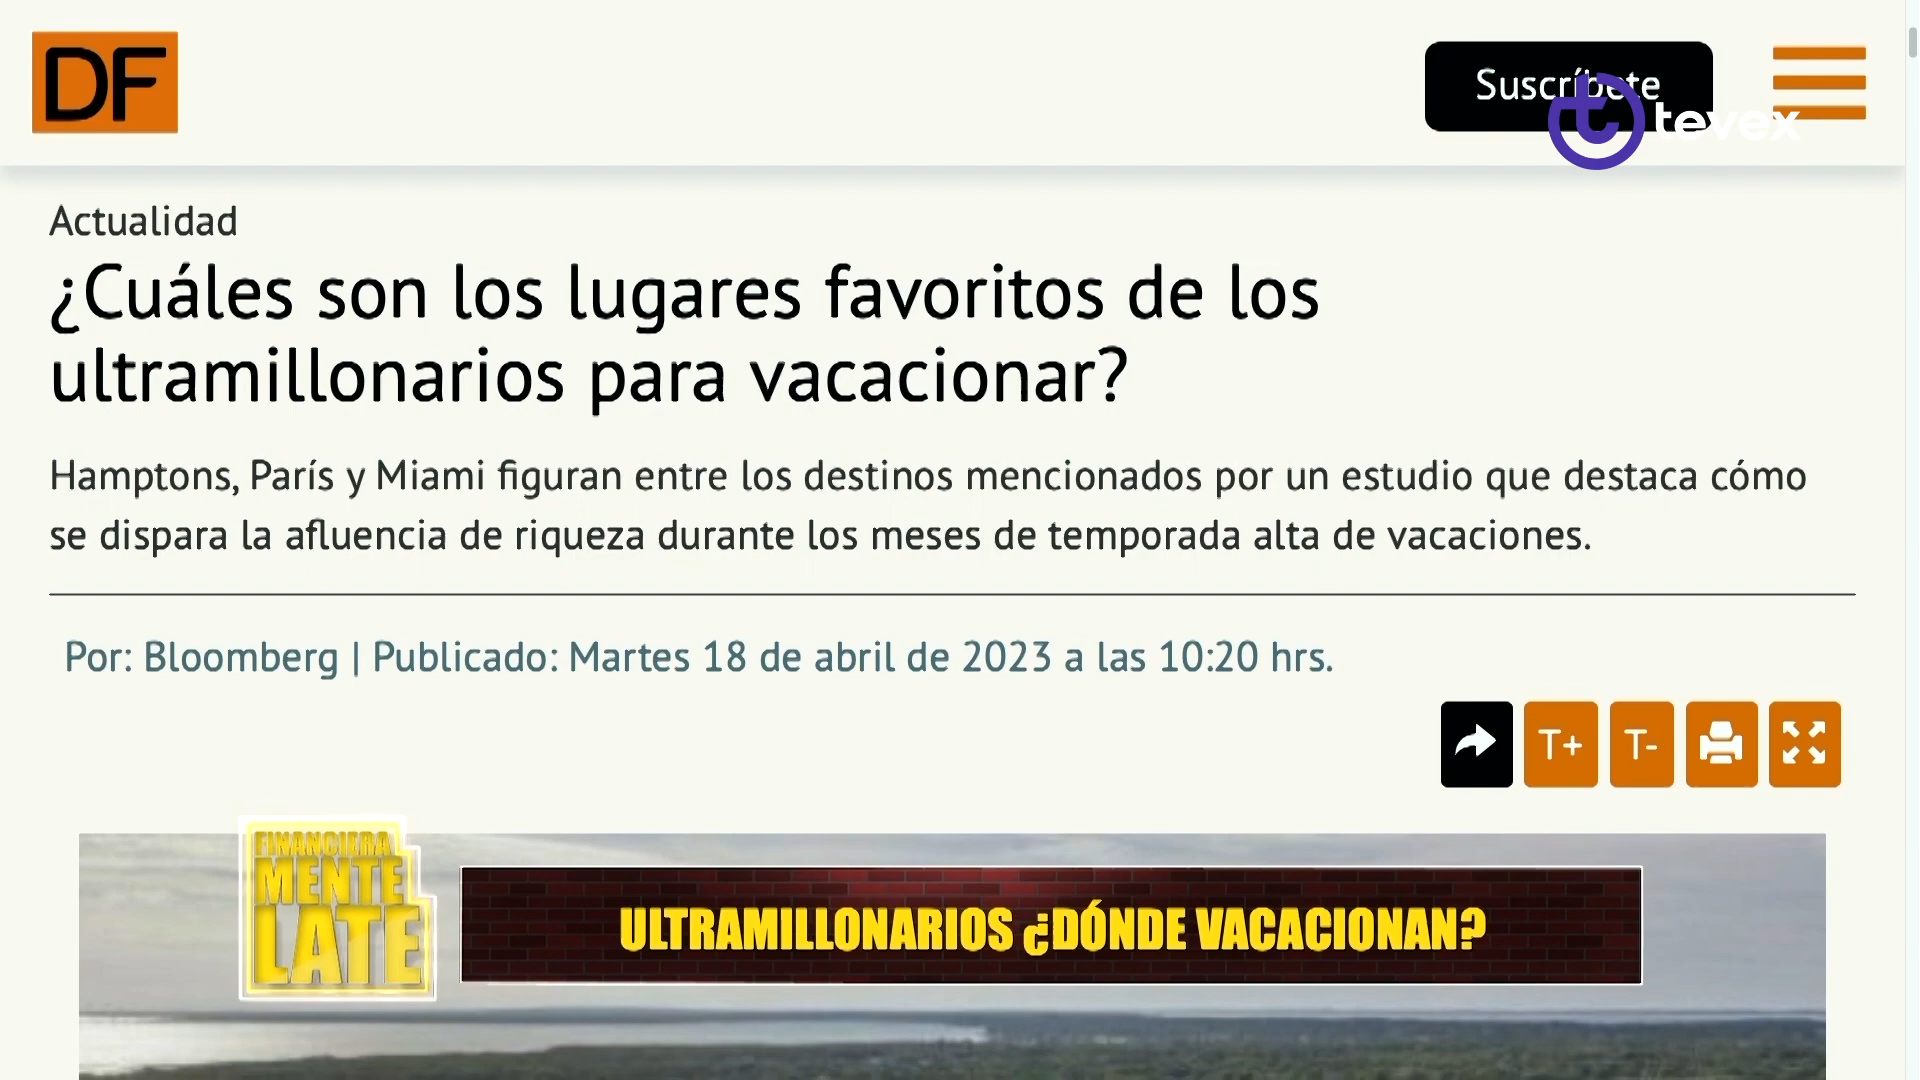 DF
Suscríbete
tevex
Actualidad
¿Cuáles son los lugares favoritos de los
ultramillonarios para vacacionar?
Hamptons, París y Miami figuran entre los destinos mencionados por un estudio que destaca cómo
se dispara la afluencia de riqueza durante los meses de temporada alta de vacaciones.
Por: Bloomberg | Publicado: Martes 18 de abril de 2023 a las 10:20 hrs.
T+ T-
FINANCIERA
MENTE
LATE
ULTRAMILLONARIOS ¿DÓNDE VACACIONAN?